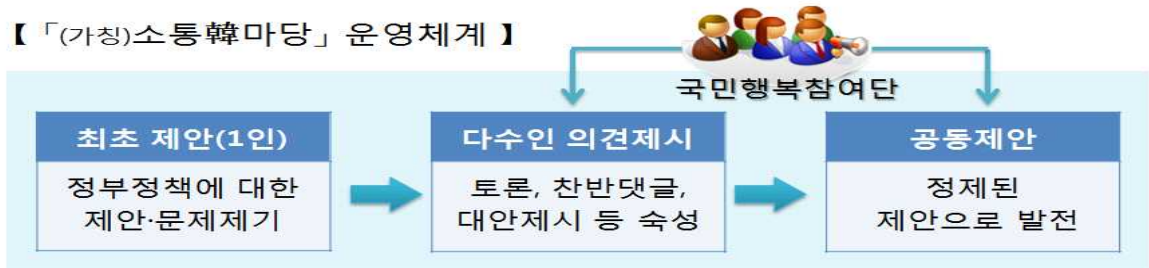 【「(가칭)소통韓마당」운영체계 】
국민행복참여단
최초 제안(1인)
정부정책에 대한
제안·문제제기
다수인 의견제시
토론, 찬반댓글,
대안제시 등 숙성
공동제안
정제된
제안으로 발전